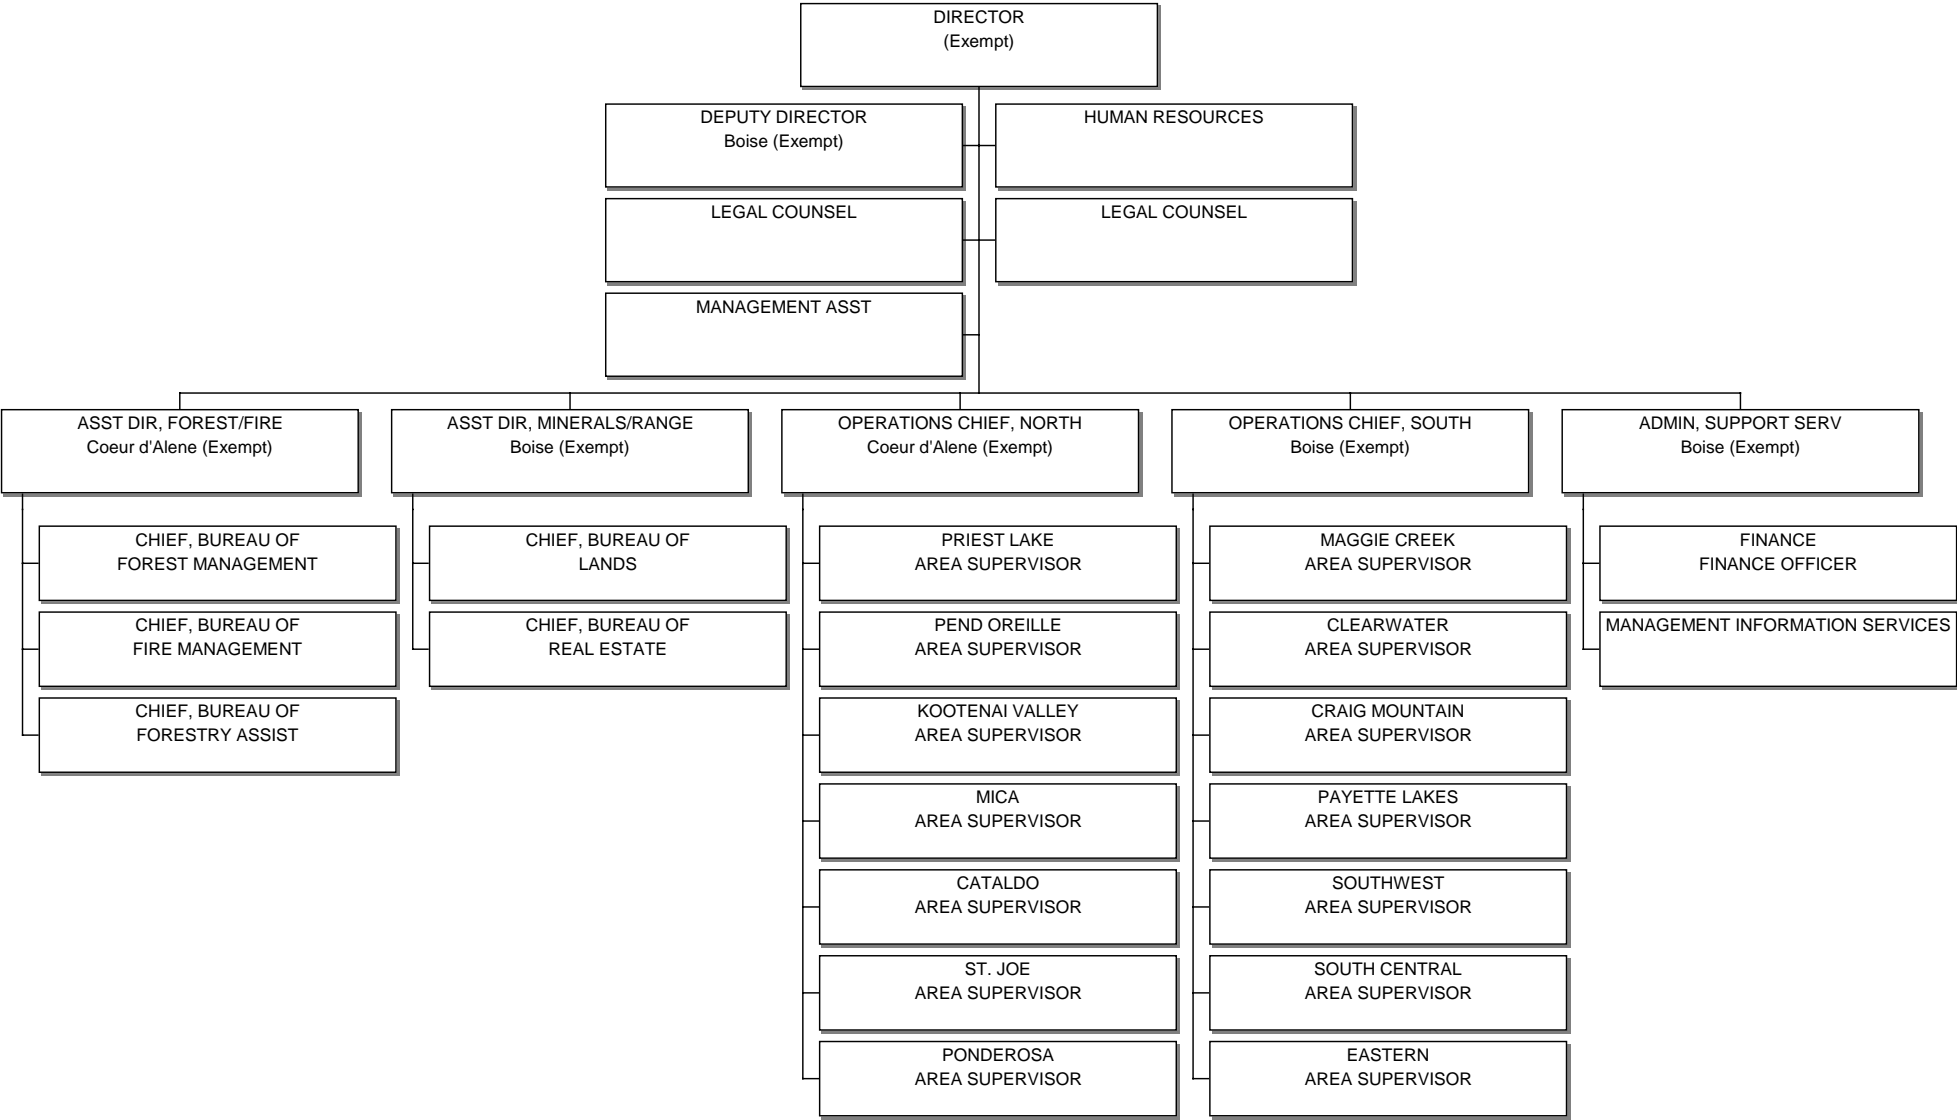 DIRECTOR
(Exempt)
DEPUTY DIRECTOR
Boise (Exempt)
HUMAN RESOURCES
LEGAL COUNSEL
LEGAL COUNSEL
MANAGEMENT ASST
ASST DIR, FOREST/FIRE
Coeur d'Alene (Exempt)
CHIEF, BUREAU OF
FOREST MANAGEMENT
CHIEF, BUREAU OF
FIRE MANAGEMENT
CHIEF, BUREAU OF
FORESTRY ASSIST
ASST DIR, MINERALS/RANGE
Boise (Exempt)
CHIEF, BUREAU OF
LANDS
CHIEF, BUREAU OF
REAL ESTATE
OPERATIONS CHIEF, NORTH
Coeur d'Alene (Exempt)
PRIEST LAKE
AREA SUPERVISOR
PEND OREILLE
AREA SUPERVISOR
KOOTENAI VALLEY
AREA SUPERVISOR
MICA
AREA SUPERVISOR
CATALDO
AREA SUPERVISOR
ST. JOE
AREA SUPERVISOR
PONDEROSA
AREA SUPERVISOR
OPERATIONS CHIEF, SOUTH
Boise (Exempt)
MAGGIE CREEK
AREA SUPERVISOR
CLEARWATER
AREA SUPERVISOR
CRAIG MOUNTAIN
AREA SUPERVISOR
PAYETTE LAKES
AREA SUPERVISOR
SOUTHWEST
AREA SUPERVISOR
SOUTH CENTRAL
AREA SUPERVISOR
EASTERN
AREA SUPERVISOR
ADMIN, SUPPORT SERV
Boise (Exempt)
FINANCE
FINANCE OFFICER
MANAGEMENT INFORMATION SERVICES